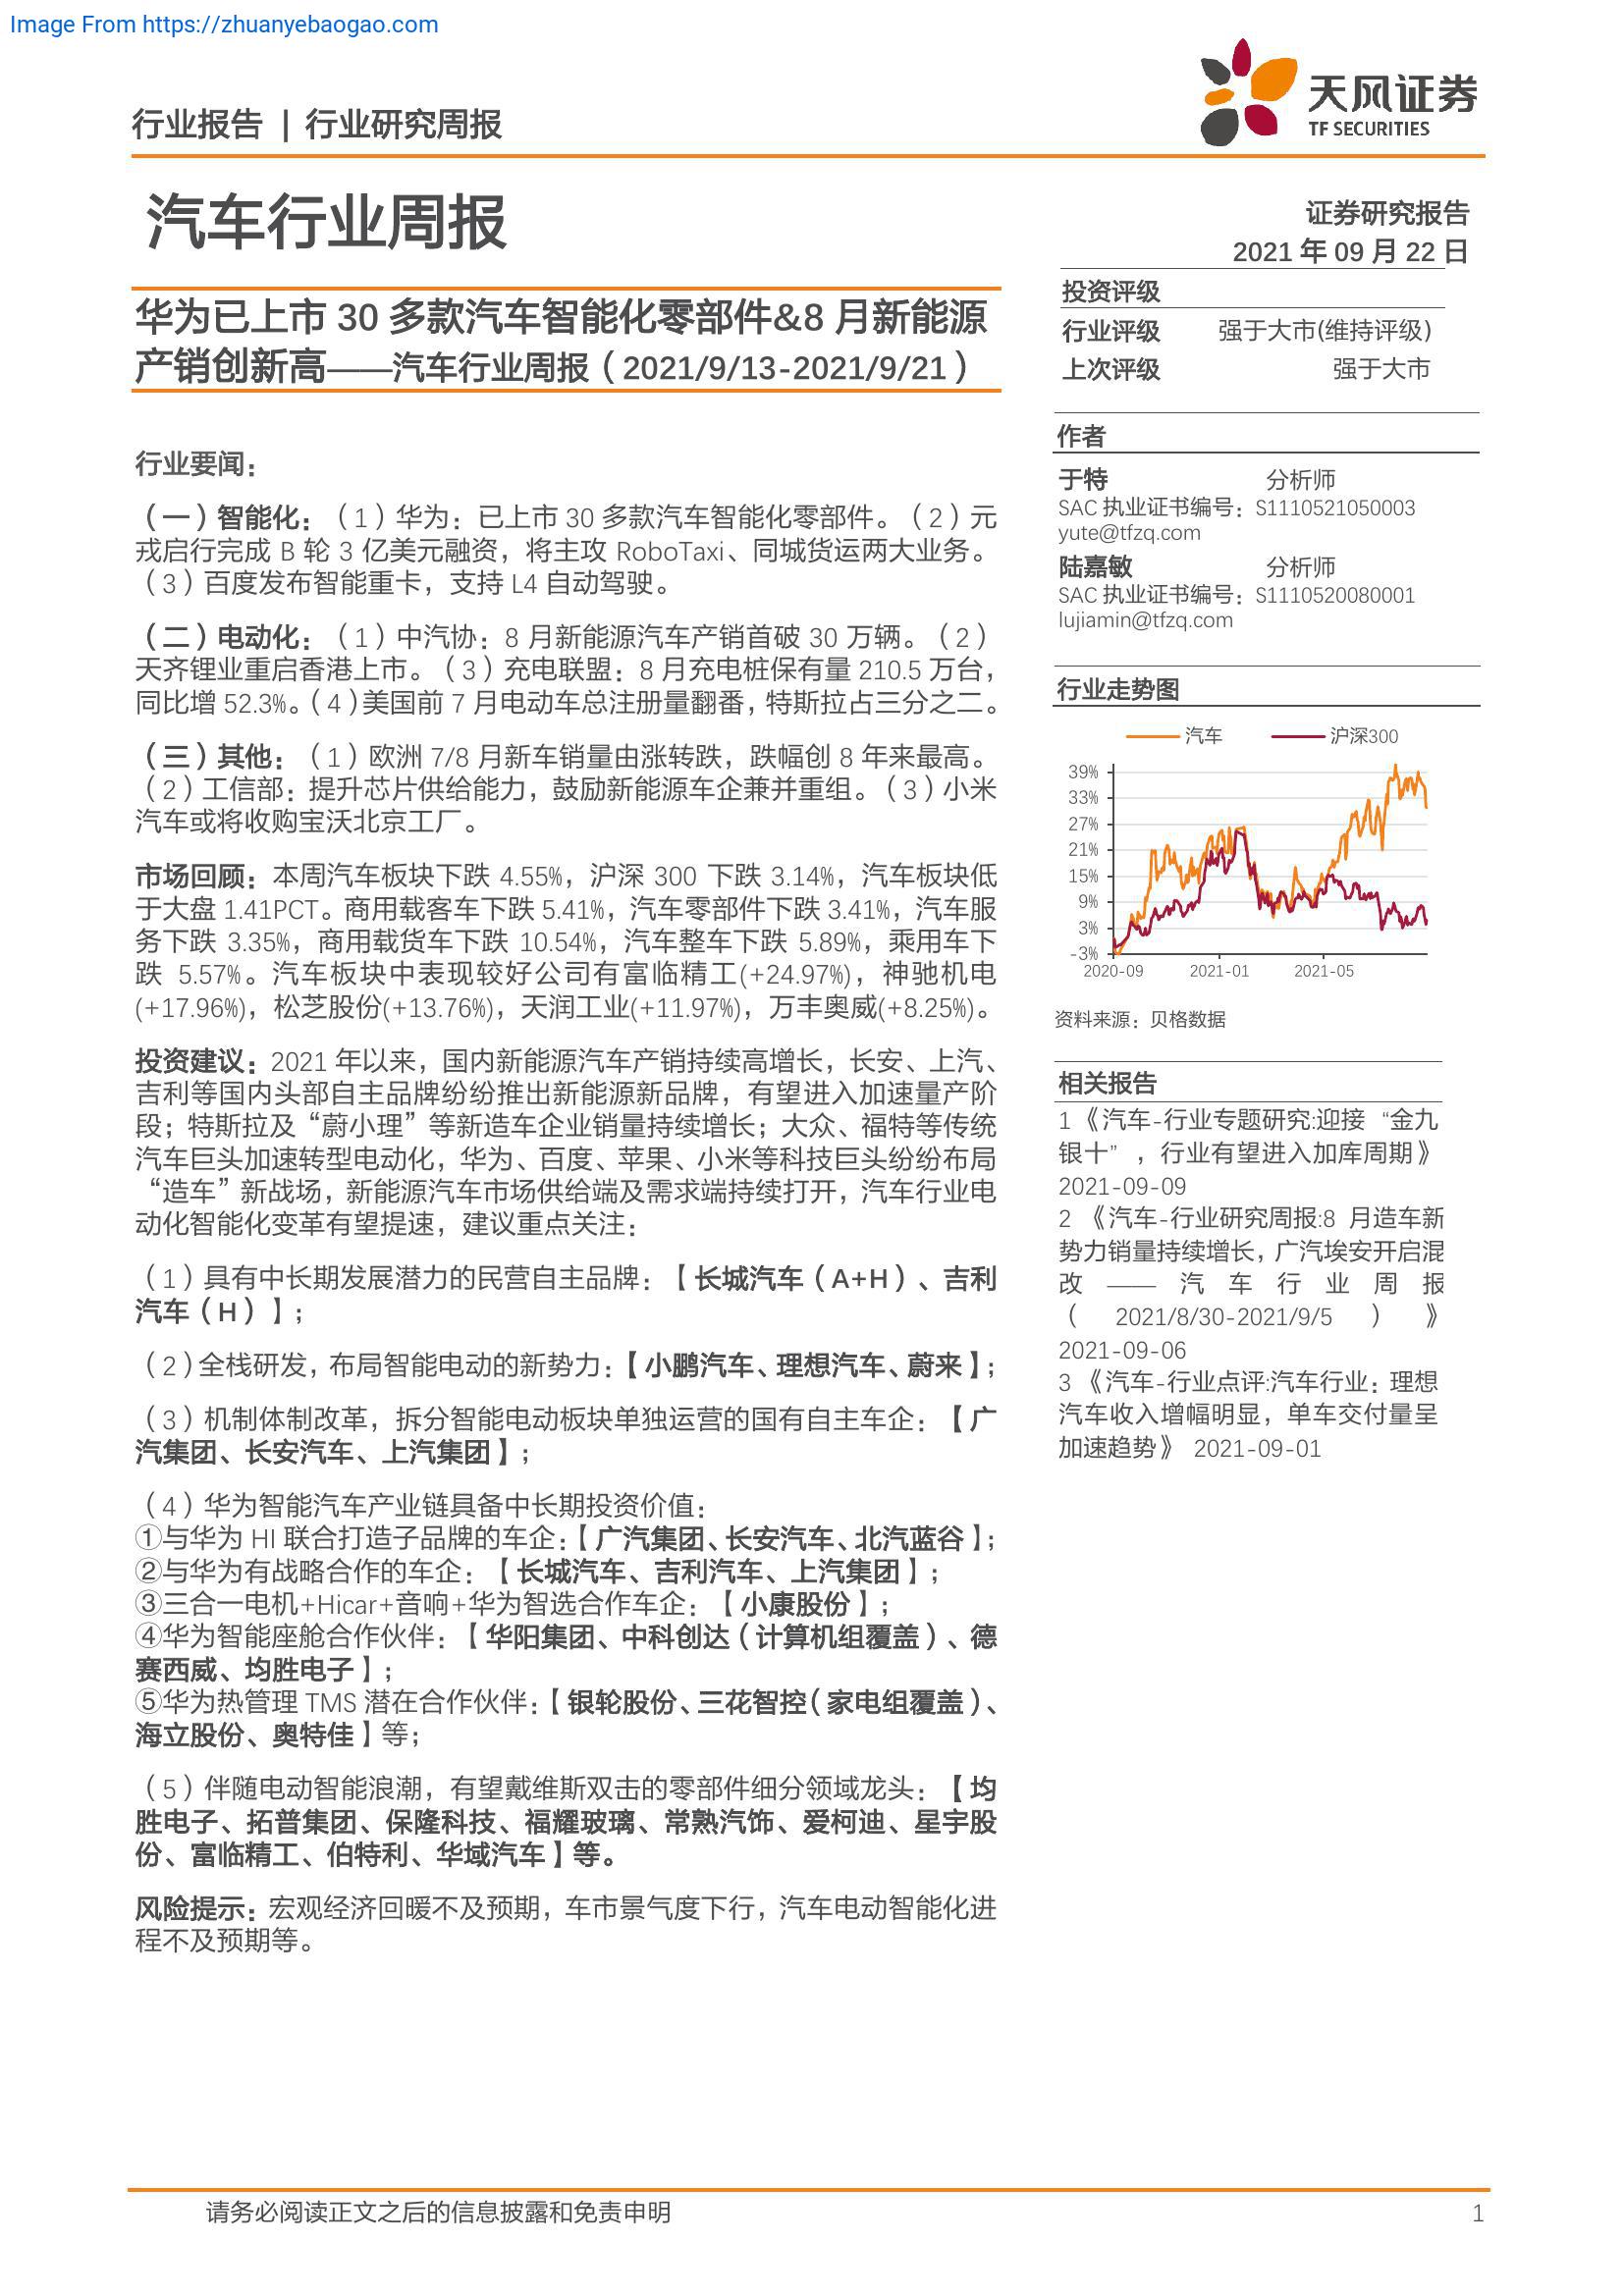 Image From https://zhuanyebaogao.com
行业报告 | 行业研究周报
天风证券
TF SECURITIES
汽车行业周报
证券研究报告
2021 年 09 月 22 日
华为已上市 30 多款汽车智能化零部件&8 月新能源
产销创新高——汽车行业周报（2021/9/13-2021/9/21）
行业要闻：
（一）智能化：（1）华为：已上市 30 多款汽车智能化零部件。（2）元
戎启行完成 B 轮 3 亿美元融资，将主攻 RoboTaxi、同城货运两大业务。
（3）百度发布智能重卡，支持 L4 自动驾驶。
（二）电动化：（1）中汽协：8 月新能源汽车产销首破 30 万辆。（2）
天齐锂业重启香港上市。（3）充电联盟：8 月充电桩保有量 210.5 万台，
同比增 52.3%。（4）美国前 7 月电动车总注册量翻番，特斯拉占三分之二。
（三）其他：（1）欧洲 7/8 月新车销量由涨转跌，跌幅创 8 年来最高。
（2）工信部：提升芯片供给能力，鼓励新能源车企兼并重组。（3）小米
汽车或将收购宝沃北京工厂。
市场回顾：本周汽车板块下跌 4.55%，沪深 300 下跌 3.14%，汽车板块低
于大盘 1.41PCT。商用载客车下跌 5.41%，汽车零部件下跌 3.41%，汽车服
务下跌 3.35%，商用载货车下跌 10.54%，汽车整车下跌 5.89%，乘用车下
跌 5.57%。汽车板块中表现较好公司有富临精工(+24.97%)，神驰机电
(+17.96%)，松芝股份(+13.76%)，天润工业(+11.97%)，万丰奥威(+8.25%)。
投资建议：2021 年以来，国内新能源汽车产销持续高增长，长安、上汽、
吉利等国内头部自主品牌纷纷推出新能源新品牌，有望进入加速量产阶
段；特斯拉及“蔚小理”等新造车企业销量持续增长；大众、福特等传统
汽车巨头加速转型电动化，华为、百度、苹果、小米等科技巨头纷纷布局
“造车”新战场，新能源汽车市场供给端及需求端持续打开，汽车行业电
动化智能化变革有望提速，建议重点关注：
（1）具有中长期发展潜力的民营自主品牌：【长城汽车（A+H）、吉利
汽车（H）】；
（2）全栈研发，布局智能电动的新势力：【小鹏汽车、理想汽车、蔚来】；
（3）机制体制改革，拆分智能电动板块单独运营的国有自主车企：【广
汽集团、长安汽车、上汽集团】；
（4）华为智能汽车产业链具备中长期投资价值：
①与华为 HI 联合打造子品牌的车企：【广汽集团、长安汽车、北汽蓝谷】；
②与华为有战略合作的车企：【长城汽车、吉利汽车、上汽集团】；
③三合一电机+Hicar+音响+华为智选合作车企：【小康股份】；
④华为智能座舱合作伙伴：【华阳集团、中科创达（计算机组覆盖）、德
赛西威、均胜电子】；
⑤华为热管理 TMS 潜在合作伙伴：【银轮股份、三花智控（家电组覆盖）、
海立股份、奥特佳】等；
（5）伴随电动智能浪潮，有望戴维斯双击的零部件细分领域龙头：【均
胜电子、拓普集团、保隆科技、福耀玻璃、常熟汽饰、爱柯迪、星宇股
份、富临精工、伯特利、华域汽车】等。
风险提示：宏观经济回暖不及预期，车市景气度下行，汽车电动智能化进
程不及预期等。
投资评级
行业评级 强于大市(维持评级)
上次评级 强于大市
作者
于特 分析师
SAC 执业证书编号：S1110521050003
yute@tfzq.com
陆嘉敏 分析师
SAC 执业证书编号：S1110520080001
lujiamin@tfzq.com
行业走势图
汽车 沪深300
39%
33%
27%
21%
15%
9%
3%
-3%
2020-09 2021-01 2021-05
资料来源：贝格数据
相关报告
1 《汽车-行业专题研究:迎接 “金九
银十” ，行业有望进入加库周期》
2021-09-09
2 《汽车-行业研究周报:8 月造车新
势力销量持续增长，广汽埃安开启混
改 —— 汽 车 行 业 周 报
（ 2021/8/30-2021/9/5 ） 》
2021-09-06
3 《汽车-行业点评:汽车行业：理想
汽车收入增幅明显，单车交付量呈
加速趋势》 2021-09-01
请务必阅读正文之后的信息披露和免责申明 1